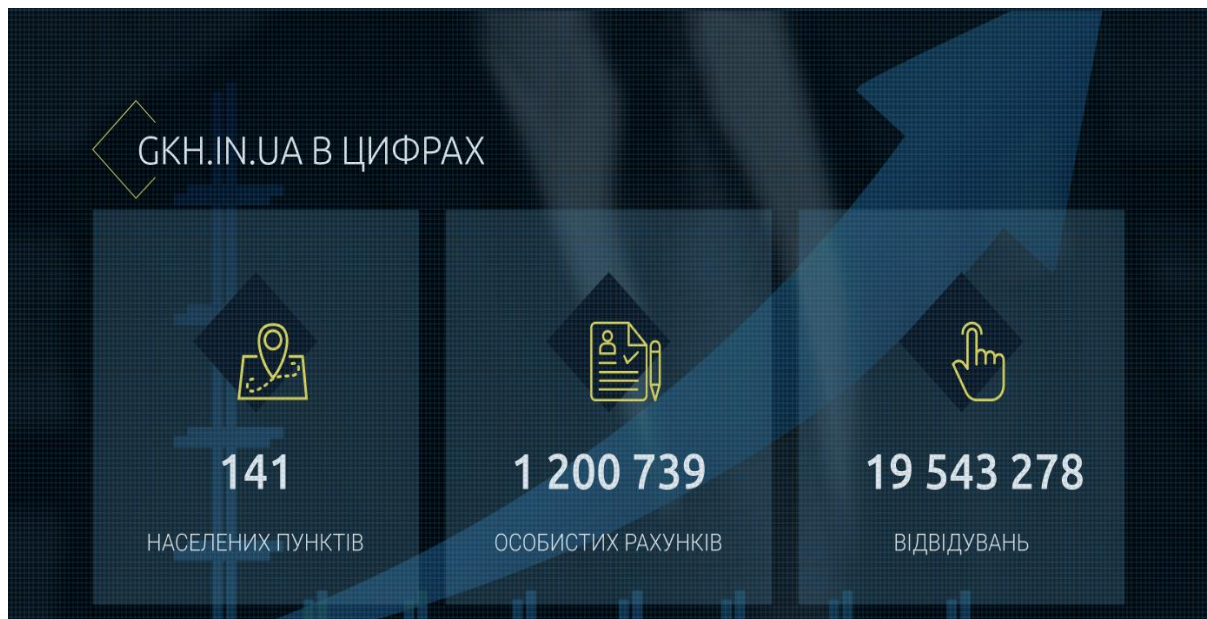 GKH.IN.UA В ЦИФРАХ
141
НАСЕЛЕНИХ ПУНКТІВ
1 200 739
ОСОБИСТИХ РАХУНКІВ
19 543 278
ВІДВІДУВАНЬ